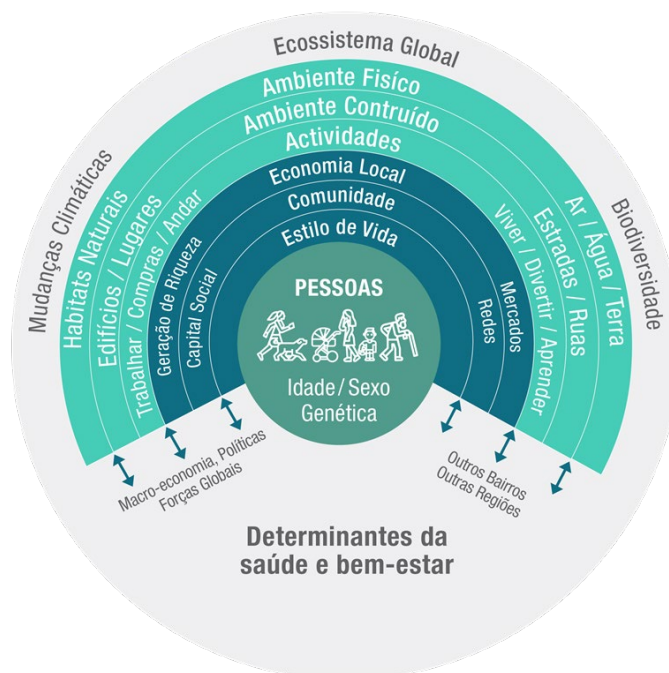 Ecossistema Global
Mudanças Climáticas
Biodiversidade
Ambiente Fisíco
Habitats Naturais
Ar / Água / Terra
Ambiente Contruído
Edifícios / Lugares
Estradas / Ruas
Actividades
Trabalhar / Compras / Andar
Viver / Divertir / Aprender
Economia Local
Geração de Riqueza
Mercados
Comunidade
Capital Social
Redes
Estilo de Vida
PESSOAS
Idade / Sexo
Genética
Macro-economia, Políticas
Forças Globais
Outros Bairros
Outras Regiões
Determinantes da
saúde e bem-estar